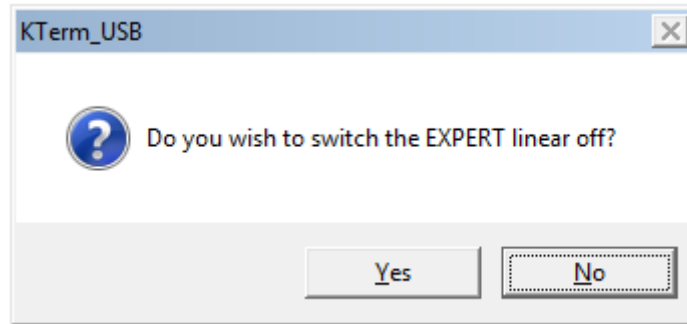 KTerm_USB
Do you wish to switch the EXPERT linear off?
Yes
No